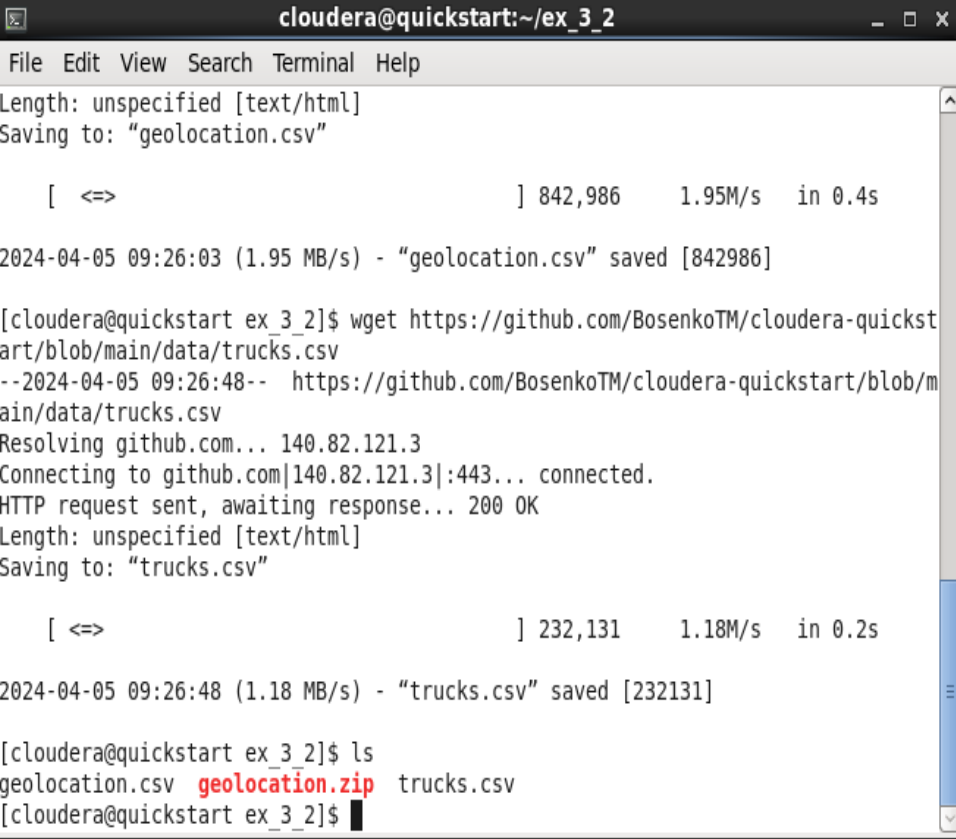 cloudera@quickstart:~/ex_3_2
File Edit View Search Terminal Help
Length: unspecified [text/html]
Saving to: “geolocation.csv”
[ <=> ] 842,986 1.95M/s in 0.4s
2024-04-05 09:26:03 (1.95 MB/s) - “geolocation.csv” saved [842986]
[cloudera@quickstart ex_3_2]$ wget https://github.com/BosenkoTM/cloudera-quickst
art/blob/main/data/trucks.csv
--2024-04-05 09:26:48-- https://github.com/BosenkoTM/cloudera-quickstart/blob/m
ain/data/trucks.csv
Resolving github.com... 140.82.121.3
Connecting to github.com|140.82.121.3|:443... connected.
HTTP request sent, awaiting response... 200 OK
Length: unspecified [text/html]
Saving to: “trucks.csv”
[ <=> ] 232,131 1.18M/s in 0.2s
2024-04-05 09:26:48 (1.18 MB/s) - “trucks.csv” saved [232131]
[cloudera@quickstart ex_3_2]$ ls
geolocation.csv geolocation.zip trucks.csv
[cloudera@quickstart ex_3_2]$